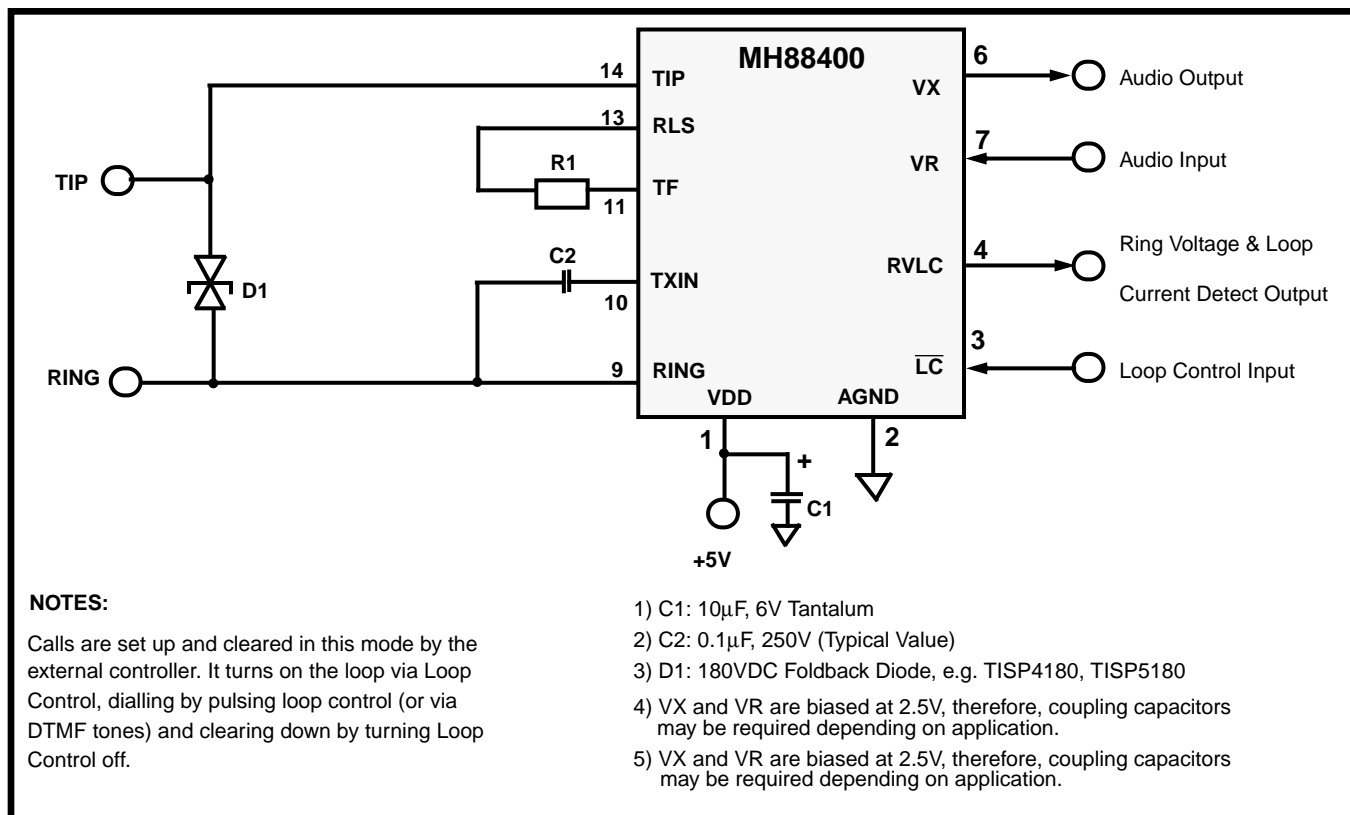 MH88400
14
TIP
13
RLS
R1
TF
11
C2
TXIN
10
9
RING
VDD
AGND
1
2
+
C1
+5V
TIP
D1
RING
VX
6
Audio Output
VR
7
Audio Input
RVLC
4
Ring Voltage & Loop
Current Detect Output
LC
3
Loop Control Input
NOTES:
Calls are set up and cleared in this mode by the
external controller. It turns on the loop via Loop
Control, dialling by pulsing loop control (or via
DTMF tones) and clearing down by turning Loop
Control off.
1) C1: 10μF, 6V Tantalum
2) C2: 0.1μF, 250V (Typical Value)
3) D1: 180VDC Foldback Diode, e.g. TISP4180, TISP5180
4) VX and VR are biased at 2.5V, therefore, coupling capacitors
may be required depending on application.
5) VX and VR are biased at 2.5V, therefore, coupling capacitors
may be required depending on application.